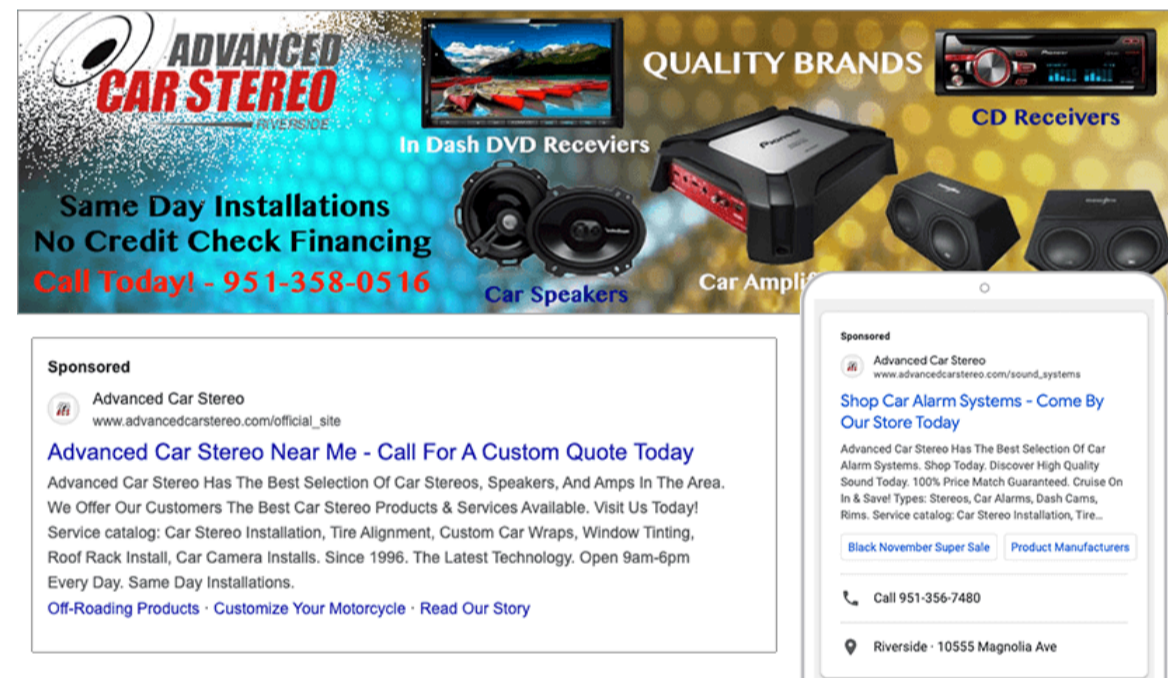 ADVANCED
CAR STEREO
RIVERSIDE
QUALITY BRANDS
Pioneer
CD Receivers
In Dash DVD Receviers
Pioneer
Same Day Installations
No Credit Check Financing
Call Today! - 951-358-0516
Car Speakers
Car Amplif
Sponsored
Advanced Car Stereo
www.advancedcarstereo.com/official_site
Advanced Car Stereo Near Me - Call For A Custom Quote Today
Advanced Car Stereo Has The Best Selection Of Car Stereos, Speakers, And Amps In The Area.
We Offer Our Customers The Best Car Stereo Products & Services Available. Visit Us Today!
Service catalog: Car Stereo Installation, Tire Alignment, Custom Car Wraps, Window Tinting,
Roof Rack Install, Car Camera Installs. Since 1996. The Latest Technology. Open 9am-6pm
Every Day. Same Day Installations.
Off-Roading Products · Customize Your Motorcycle · Read Our Story
Sponsored
Advanced Car Stereo
www.advancedcarstereo.com/sound_systems
Shop Car Alarm Systems - Come By
Our Store Today
Advanced Car Stereo Has The Best Selection Of Car
Alarm Systems. Shop Today. Discover High Quality
Sound Today. 100% Price Match Guaranteed. Cruise On
In & Save! Types: Stereos, Car Alarms, Dash Cams,
Rims. Service catalog: Car Stereo Installation, Tire...
Black November Super Sale
Product Manufacturers
Call 951-356-7480
Riverside · 10555 Magnolia Ave